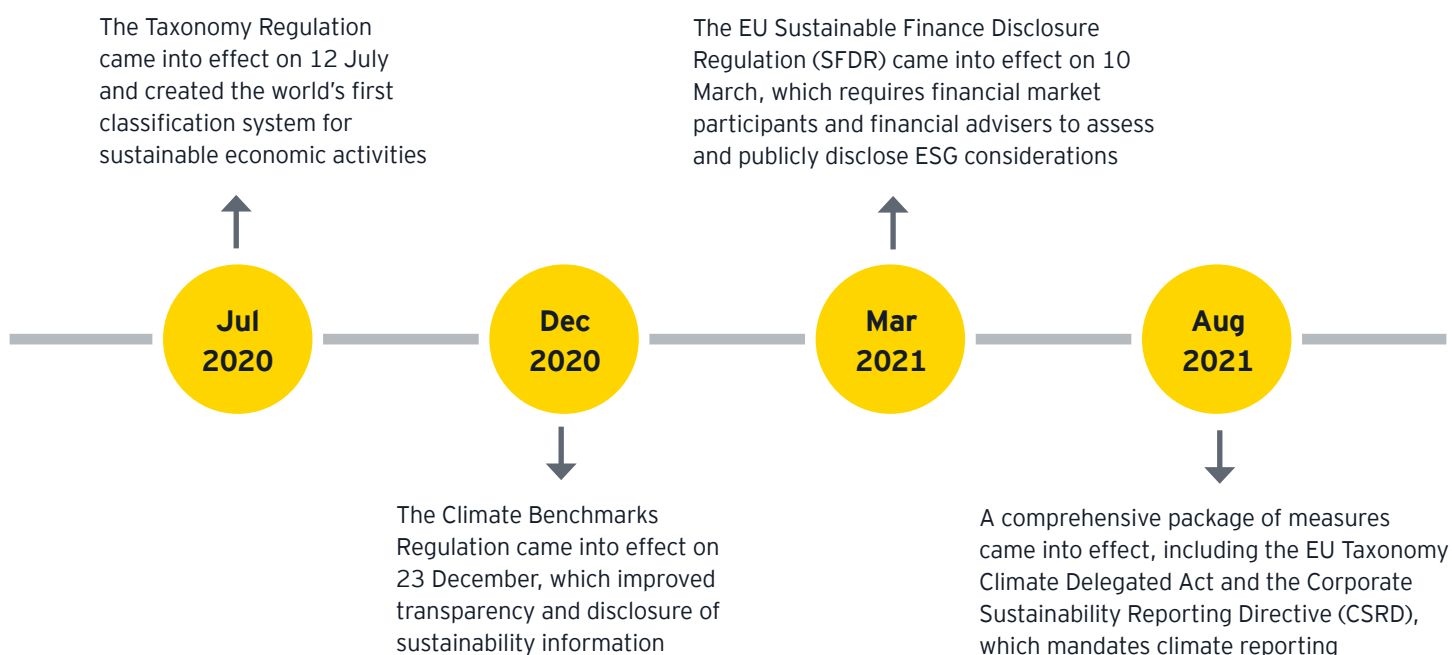 The Taxonomy Regulation
came into effect on 12 July
and created the world's first
classification system for
sustainable economic activities
The EU Sustainable Finance Disclosure
Regulation (SFDR) came into effect on 10
March, which requires financial market
participants and financial advisers to assess
and publicly disclose ESG considerations
Jul
2020
Dec
2020
Mar
2021
Aug
2021
The Climate Benchmarks
Regulation came into effect on
23 December, which improved
transparency and disclosure of
sustainability information
A comprehensive package of measures
came into effect, including the EU Taxonomy
Climate Delegated Act and the Corporate
Sustainability Reporting Directive (CSRD),
which mandates climate reporting